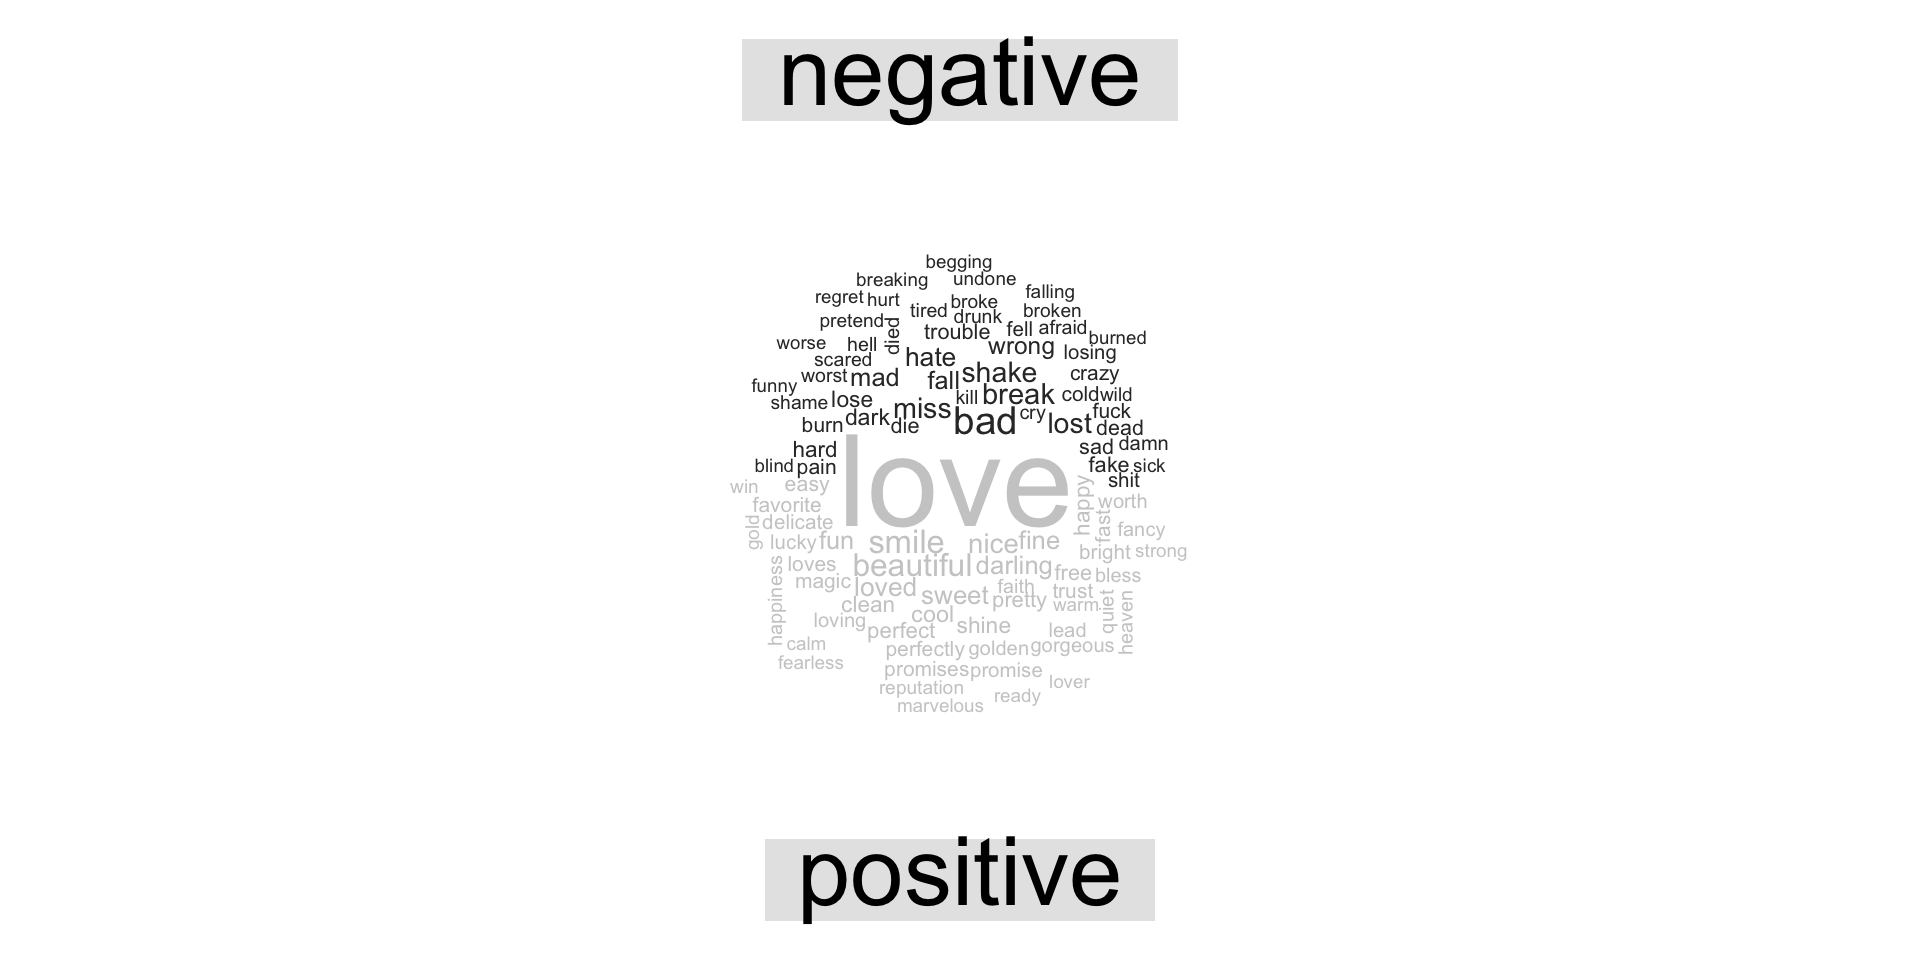 negative
begging
breaking undone
regret hurt tired broke falling
pretend died drunk broken
trouble fell afraid burned
worse hell wrong losing
scared hate
worst mad fall shake crazy
funny kill break cold wild
shame lose miss fuck
burn dark die bad cry lost dead
hard sad damn
blind pain fake sick
shit
love
win easy happy worth
favorite
gold delicate fast fancy
lucky fun smile nice fine bright strong
loves beautiful darling free bless
happiness magic loved faith trust
clean sweet pretty warm quiet heaven
loving cool shine
perfect lead
calm perfectly golden gorgeous
fearless promises promise
reputation ready lover
marvelous
positive